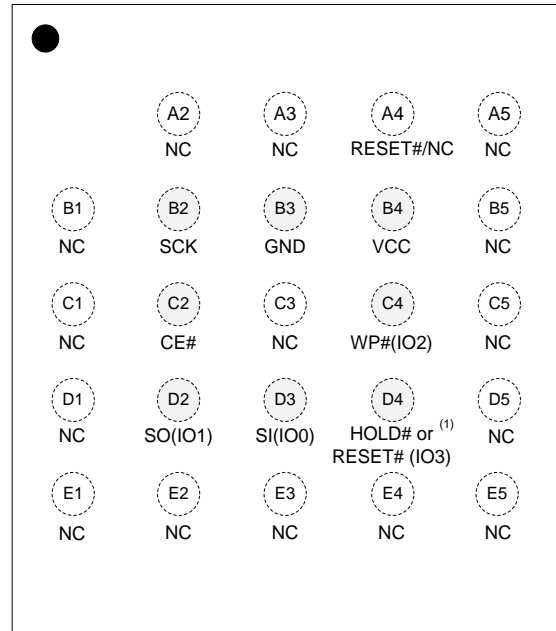 A2 A3 A4 A5
NC NC RESET#/NC NC
B1 B2 B3 B4 B5
NC SCK GND VCC NC
C1 C2 C3 C4 C5
NC CE# NC WP#(IO2) NC
D1 D2 D3 D4 D5
NC SO(IO1) SI(IO0) HOLD# or (1) NC
RESET# (IO3)
E1 E2 E3 E4 E5
NC NC NC NC NC